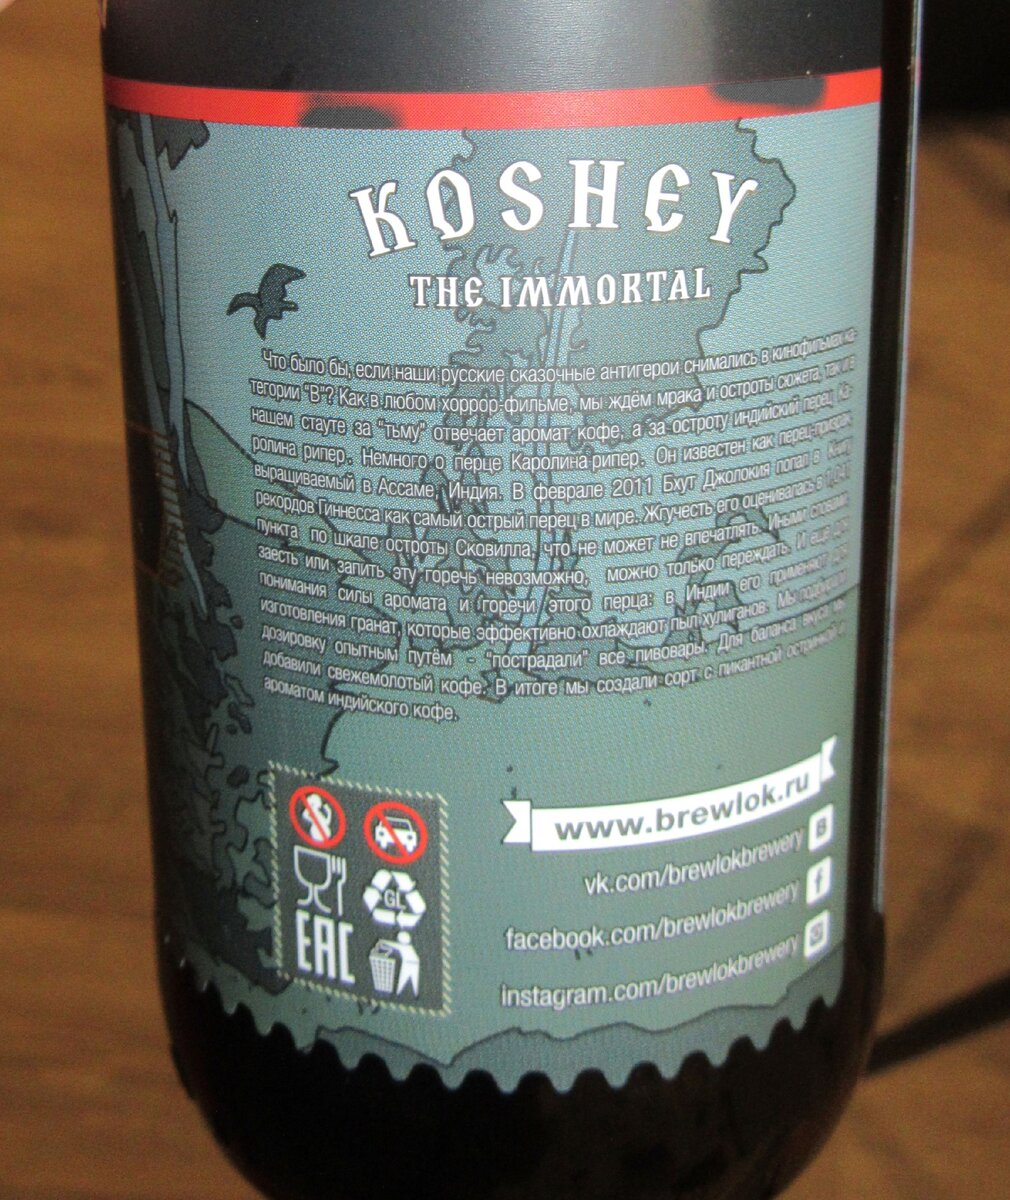 KOSHEY
THE IMMORTAL
Что было бы, если наши русские сказочные антигерои снимались в кинофильмах ка-
тегории "В"? Как в любом хоррор-фильме, мы ждём мрака и остроты сюжета, так и в
нашем стауте за "тьму" отвечает аромат кофе, а за остроту индийский перец Ка-
ролина рипер. Немного о перце Каролина рипер. Он известен как перец-призрак
выращиваемый в Ассаме, Индия. В феврале 2011 Бхут Джолокия попал в Книгу
рекордов Гиннесса как самый острый перец в мире. Жгучесть его оценивалась в
пункта по шкале остроты Сковилла, что не может не впечатлять. Иными словами,
заесть или запить эту горечь невозможно, можно только переждать. И ещё для
понимания силы аромата и горечи этого перца: в Индии его применяют для
изготовления гранат, которые эффективно охлаждают пыл хулиганов. Мы подбирали
дозировку опытным путём - "пострадали" все пивовары. Для баланса вкуса мы
добавили свежемолотый кофе. В итоге мы создали сорт с пикантной остринкой и
ароматом индийского кофе.
www.brewlok.ru
vk.com/brewlokbrewery
facebook.com/brewlokbrewery
instagram.com/brewlokbrewery
GL
EAC